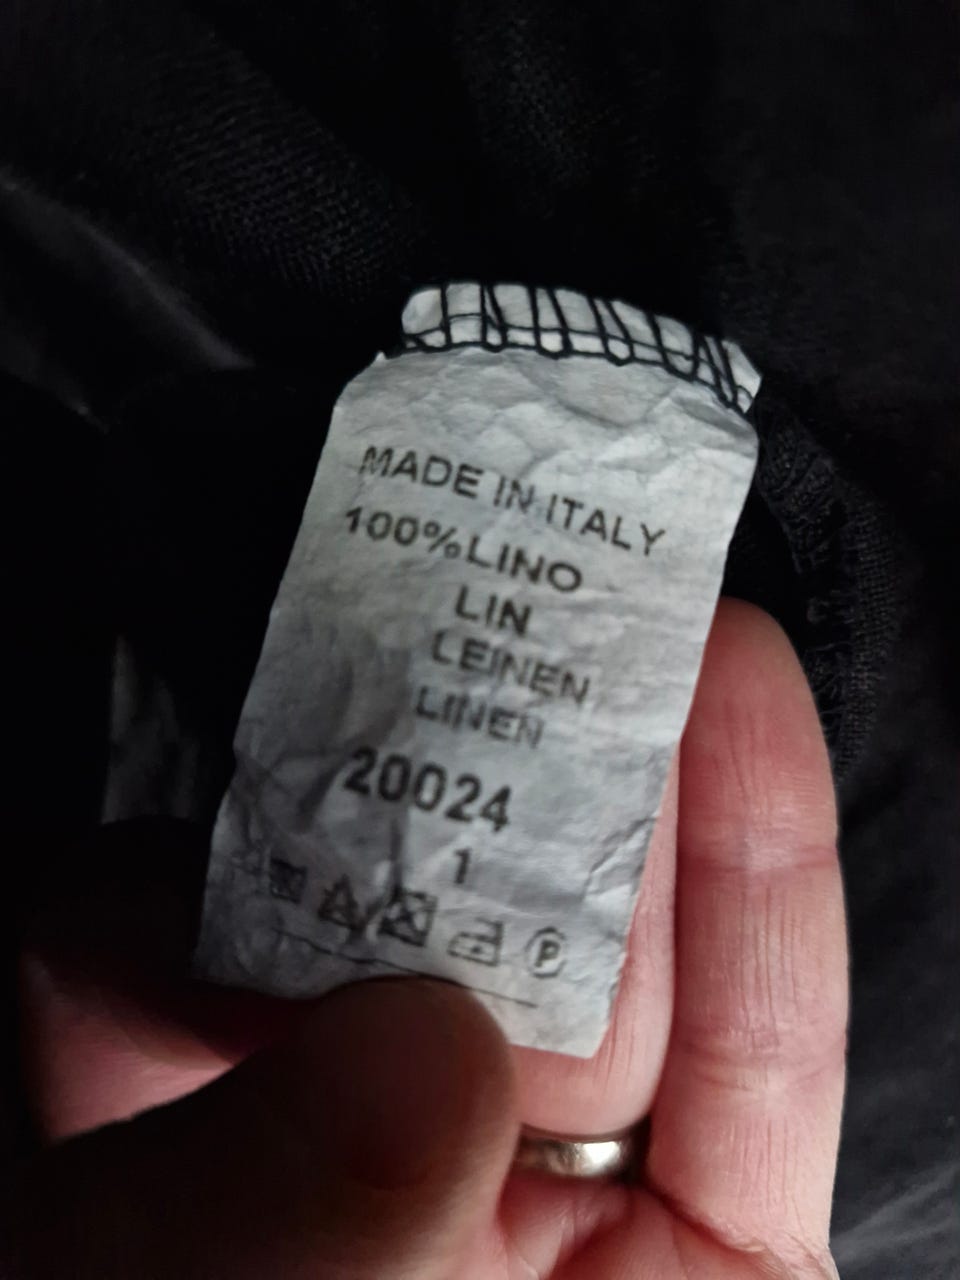 MADE IN ITALY
100%LINO
LIN
LEINEN
LINEN
20024
1
P